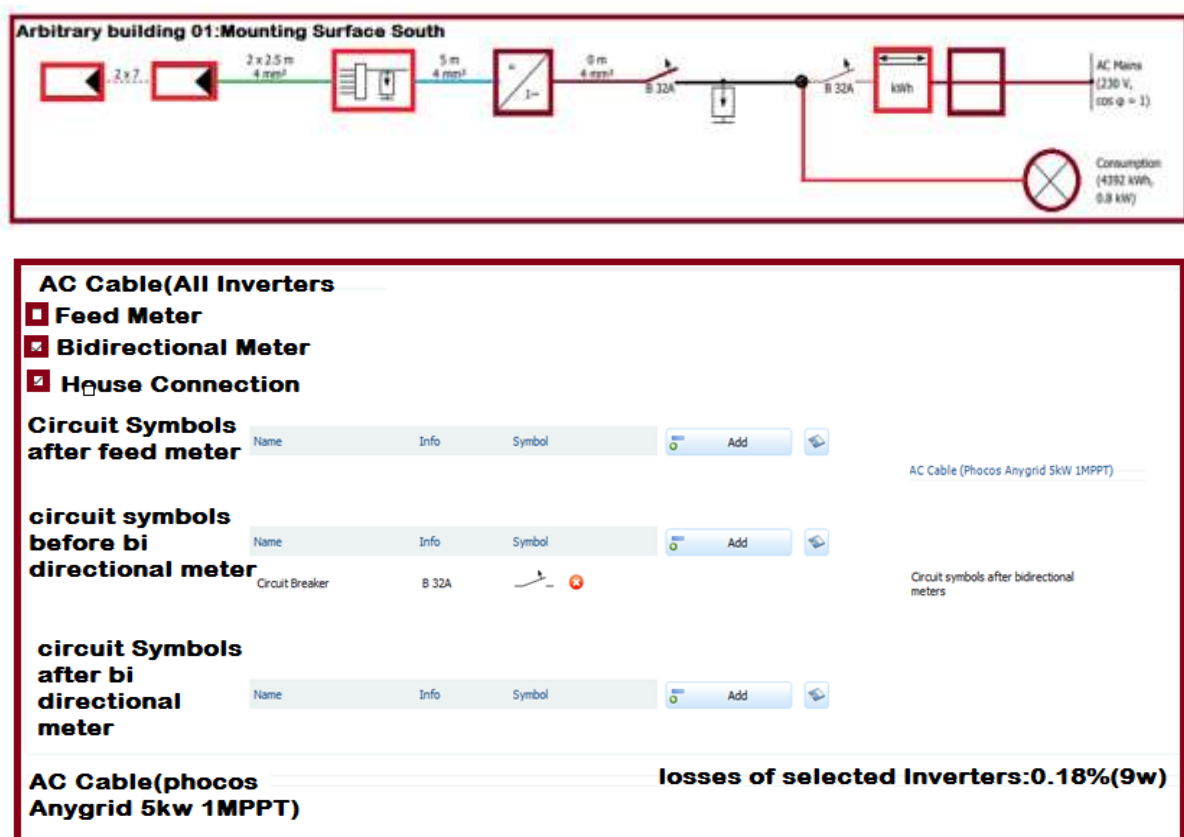 Arbitrary building 01:Mounting Surface South
2 x 7
2 x 2.5 m
4 mm²
5 m
4 mm²
=
1~
0 m
4 mm²
B 32A
B 32A
kWh
AC Mains
(230 V,
cos φ = 1)
Consumption
(4392 kWh,
0.8 kW)
AC Cable(All Inverters
Feed Meter
Bidirectional Meter
House Connection
Circuit Symbols
after feed meter
Name Info Symbol Add
AC Cable (Phocos Anygrid 5kW 1MPPT)
circuit symbols
before bi
directional meter
Name Info Symbol Add
Circuit Breaker B 32A
Circuit symbols after bidirectional
meters
circuit Symbols
after bi
directional
meter
Name Info Symbol Add
AC Cable(phocos
Anygrid 5kw 1MPPT)
losses of selected Inverters:0.18%(9w)